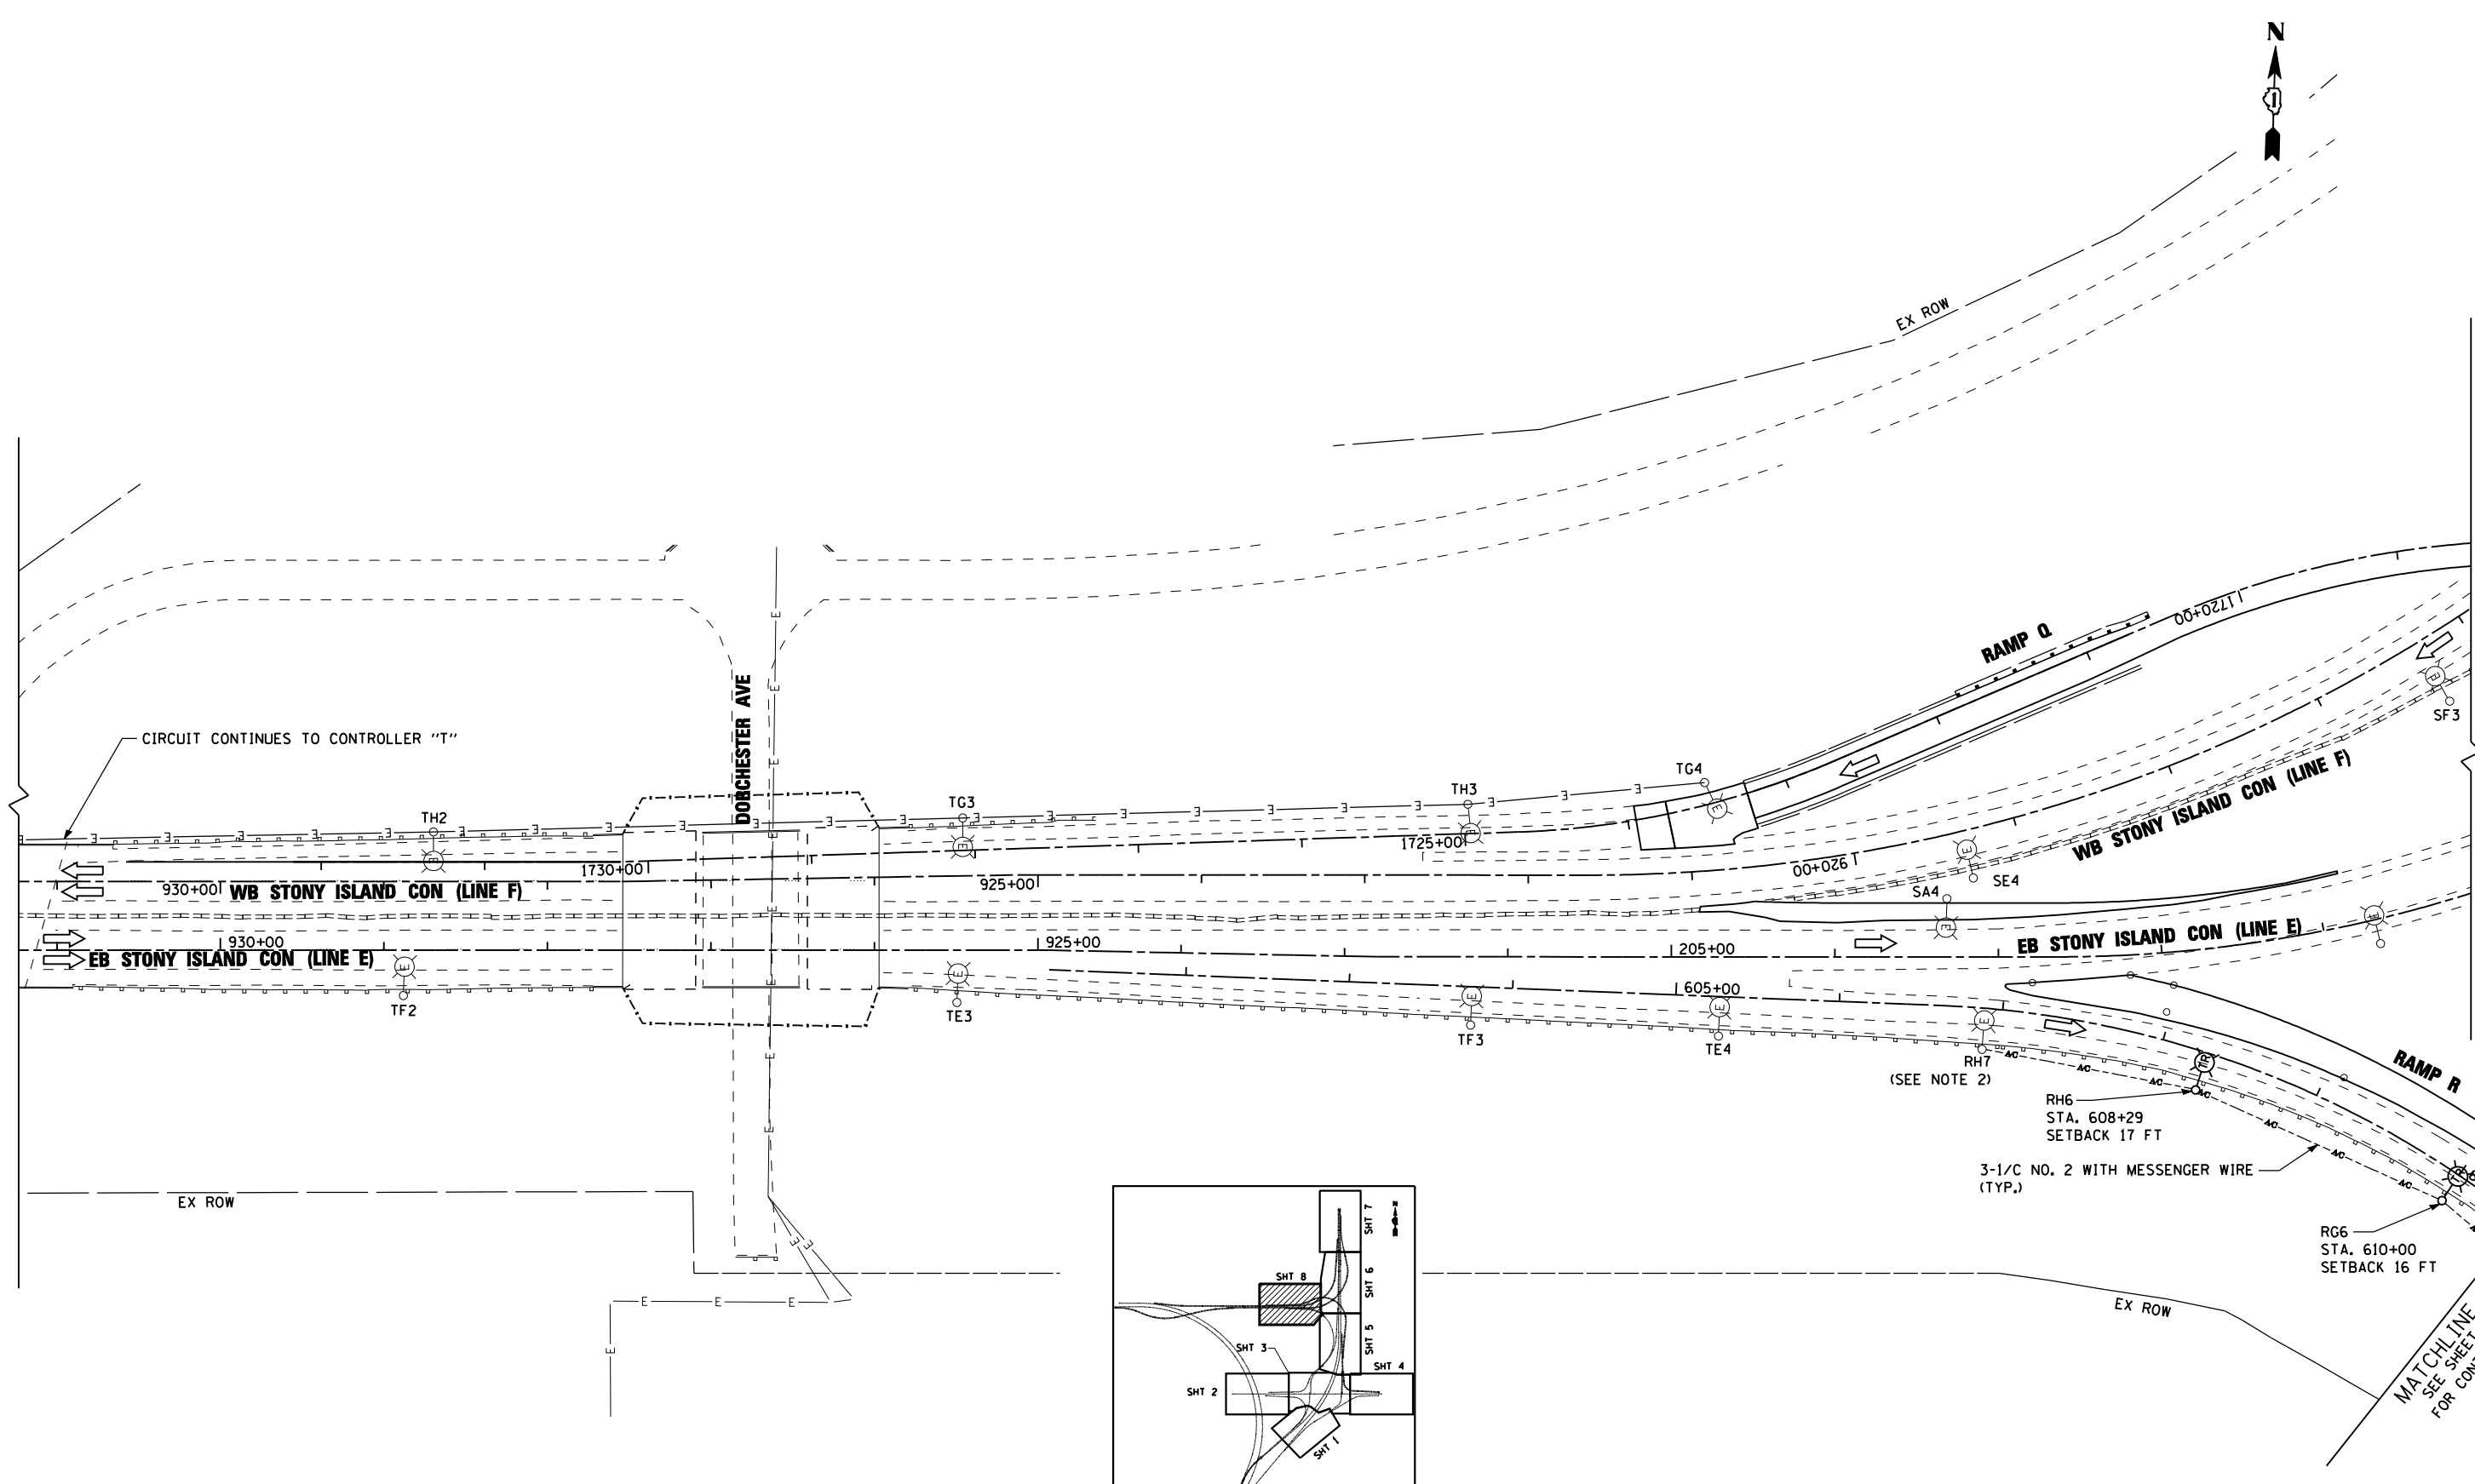 N
EX ROW
RAMP Q
1720+00
SF3
DORCHESTER AVE
CIRCUIT CONTINUES TO CONTROLLER "T"
TH2
TG3
TH3
TG4
1725+00
1730+00
WB STONY ISLAND CON (LINE F)
920+00
SE4
SA4
930+00
WB STONY ISLAND CON (LINE F)
925+00
930+00
EB STONY ISLAND CON (LINE E)
925+00
205+00
EB STONY ISLAND CON (LINE E)
TF2
TE3
605+00
TF3
TE4
RH7
(SEE NOTE 2)
RAMP R
RH6
STA. 608+29
SETBACK 17 FT
3-1/C NO. 2 WITH MESSENGER WIRE
(TYP.)
EX ROW
RG6
STA. 610+00
SETBACK 16 FT
EX ROW
SHT 7
SHT 6
SHT 8
SHT 5
SHT 3
SHT 4
SHT 2
SHT 1
MATCHLINE
SEE SHEET
FOR